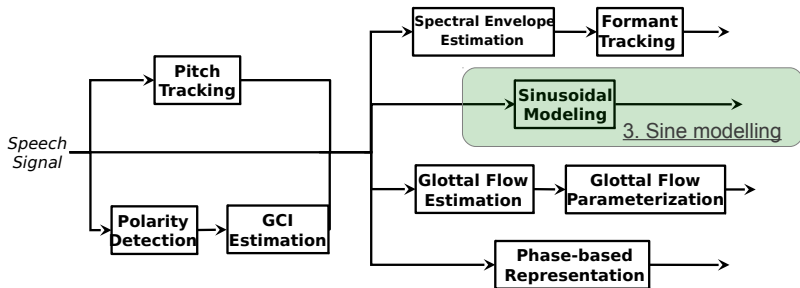 Spectral Envelope
Estimation
Formant
Tracking
Pitch
Tracking
Sinusoidal
Modeling
3. Sine modelling
Speech
Signal
Glottal Flow
Estimation
Glottal Flow
Parameterization
Polarity
Detection
GCI
Estimation
Phase-based
Representation